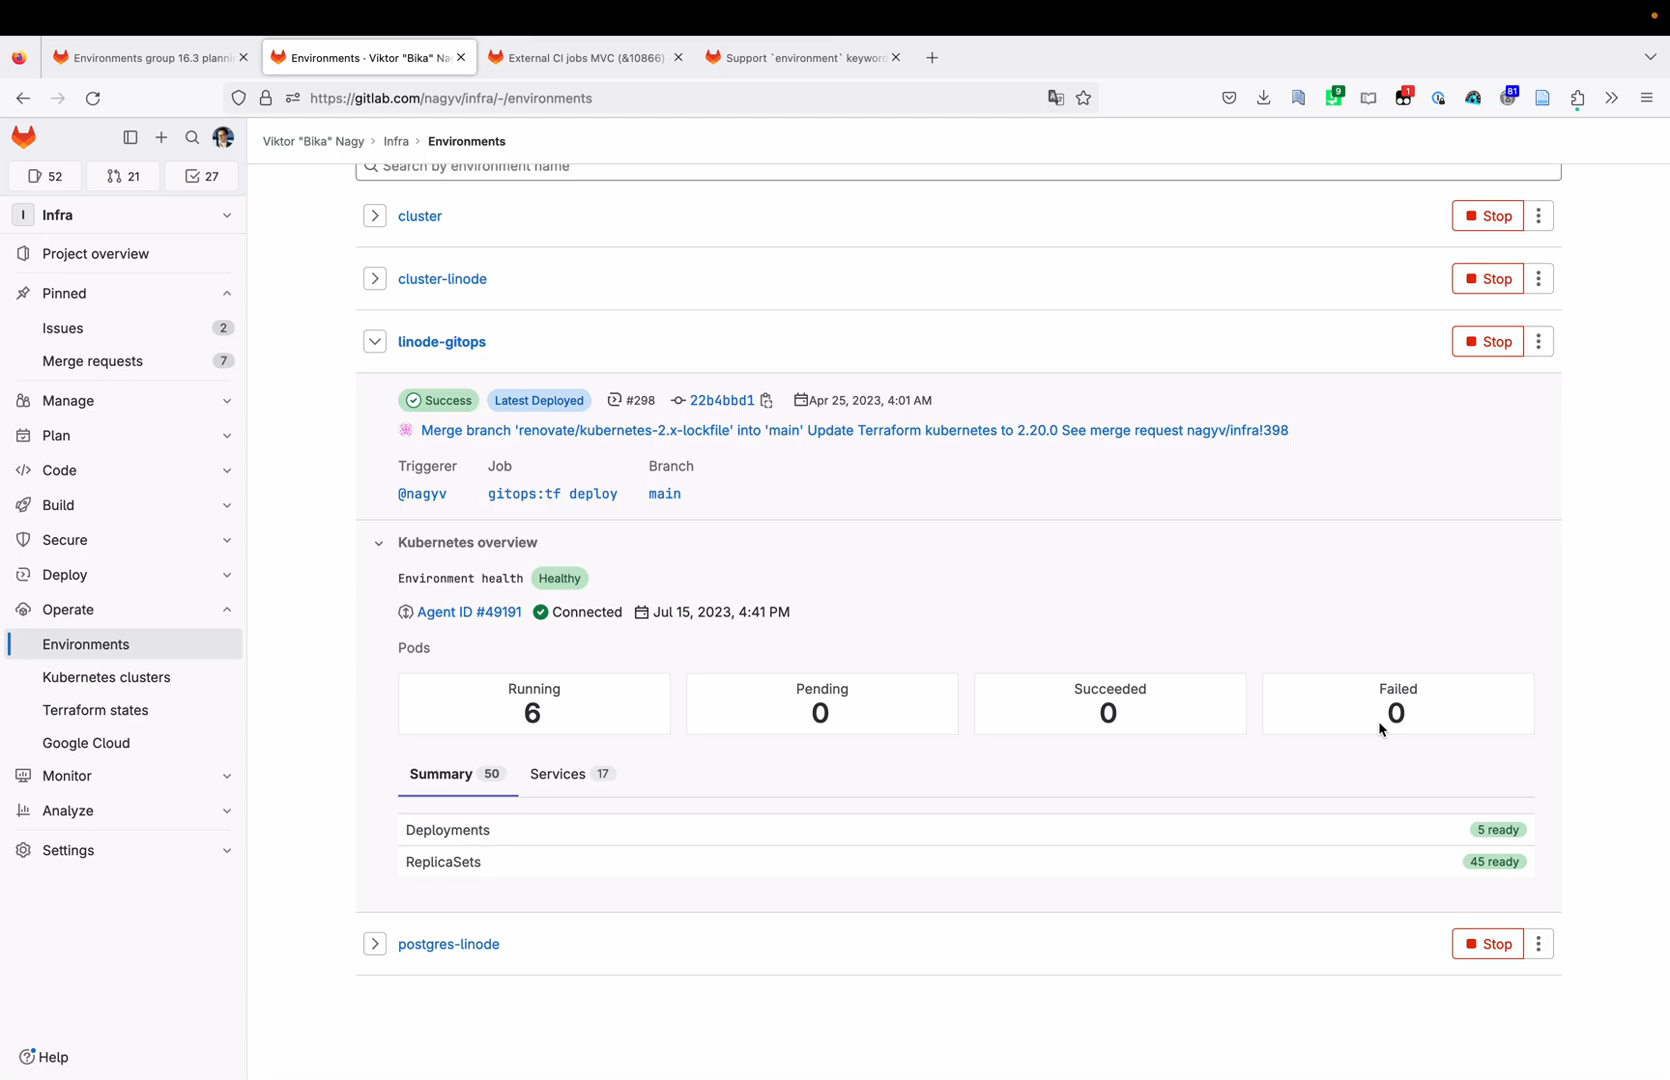 Environments group 16.3 planni
Environments · Viktor "Bika" Na
External CI jobs MVC (&10866)
Support `environment` keyword
https://gitlab.com/nagyv/infra/-/environments
9
1
81
Viktor "Bika" Nagy › Infra › Environments
52
21
27
I Infra
Project overview
Pinned
Issues 2
Merge requests 7
Manage
Plan
Code
Build
Secure
Deploy
Operate
Environments
Kubernetes clusters
Terraform states
Google Cloud
Monitor
Analyze
Settings
Help
Search by environment name
cluster
Stop
cluster-linode
Stop
linode-gitops
Stop
Success Latest Deployed #298 22b4bbd1 Apr 25, 2023, 4:01 AM
Merge branch 'renovate/kubernetes-2.x-lockfile' into 'main' Update Terraform kubernetes to 2.20.0 See merge request nagyv/infra!398
Triggerer Job Branch
@nagyv gitops:tf deploy main
Kubernetes overview
Environment health Healthy
Agent ID #49191 Connected Jul 15, 2023, 4:41 PM
Pods
Running Pending Succeeded Failed
6 0 0 0
Summary 50 Services 17
Deployments 5 ready
ReplicaSets 45 ready
postgres-linode
Stop